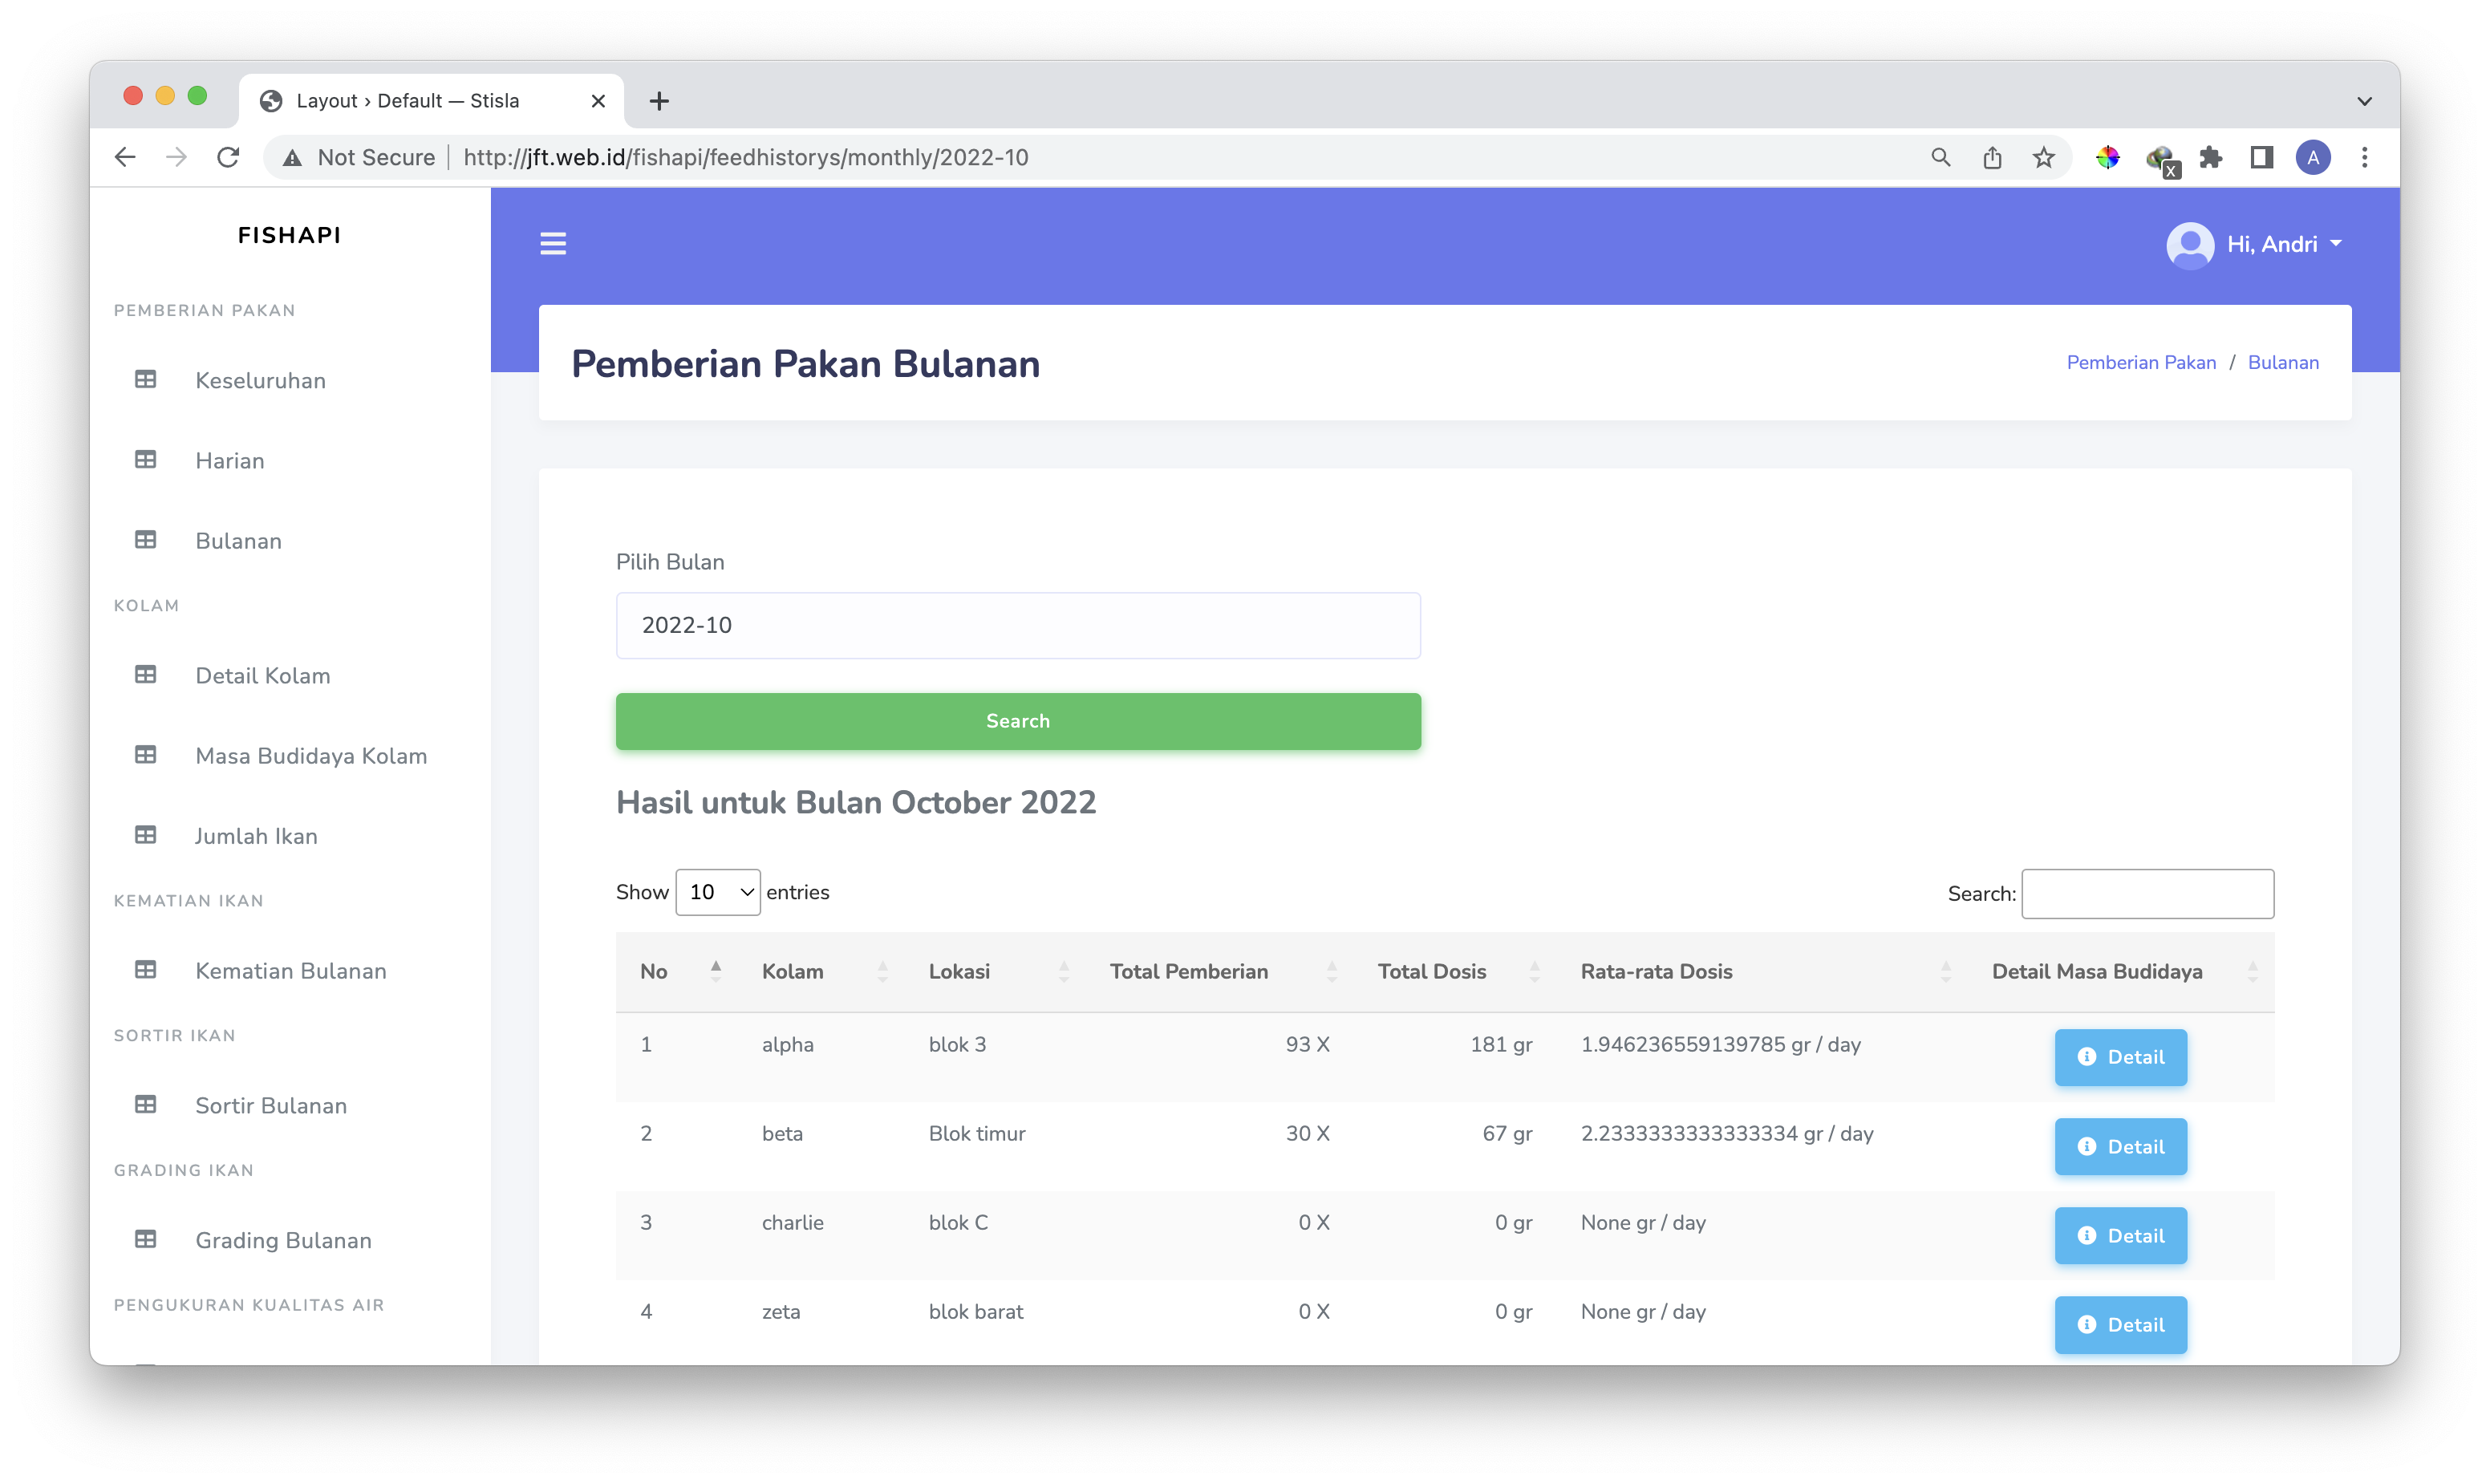 Layout › Default — Stisla
Not Secure http://jft.web.id/fishapi/feedhistorys/monthly/2022-10
X
A
FISHAPI
PEMBERIAN PAKAN
Keseluruhan
Harian
Bulanan
KOLAM
Detail Kolam
Masa Budidaya Kolam
Jumlah Ikan
KEMATIAN IKAN
Kematian Bulanan
SORTIR IKAN
Sortir Bulanan
GRADING IKAN
Grading Bulanan
PENGUKURAN KUALITAS AIR
Hi, Andri
Pemberian Pakan Bulanan
Pemberian Pakan / Bulanan
Pilih Bulan
2022-10
Search
Hasil untuk Bulan October 2022
Show 10 entries
Search:
No Kolam Lokasi Total Pemberian Total Dosis Rata-rata Dosis Detail Masa Budidaya
1 alpha blok 3 93 X 181 gr 1.946236559139785 gr / day Detail
2 beta Blok timur 30 X 67 gr 2.2333333333333334 gr / day Detail
3 charlie blok C 0 X 0 gr None gr / day Detail
4 zeta blok barat 0 X 0 gr None gr / day Detail